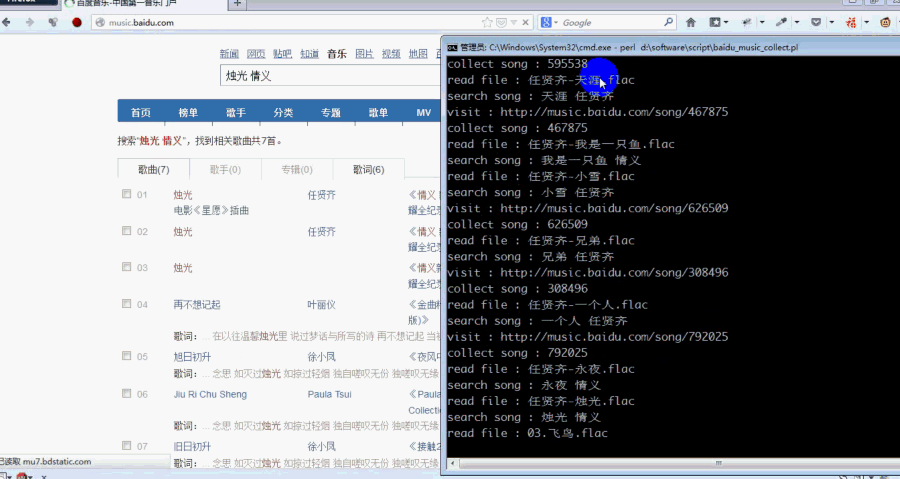 百度音乐-中国第一音乐门户
music.baidu.com
Google
新闻 网页 贴吧 知道 音乐 图片 视频 地图
烛光 情义
首页 榜单 歌手 分类 专题 歌单 MV
搜索"烛光 情义"，找到相关歌曲共7首。
歌曲(7) 歌手(0) 专辑(0) 歌词(6)
01 烛光 任贤齐 《情义
电影《星愿》插曲 耀全纪
02 烛光 任贤齐 《情义
耀全纪
03 烛光 《情义
耀全纪
04 再不想记起 叶丽仪 《金曲
版)》
歌词： ... 在以往温馨烛光里 说过梦话与所写的诗 再不想记起
05 旭日初升 徐小凤 《夜风
歌词： ... 念思 如灭过烛光 如掠过轻烟 独自嗟叹无份 独嗟叹无缘
06 Jiu Ri Chu Sheng Paula Tsui 《Paula
Collection
歌词： ... 念思 如灭过烛光 如掠过轻烟 独自嗟叹无份 独嗟叹无缘
07 旧日初升 徐小凤 《接触2
歌词： ... 念思 如灭过烛光 如掠过轻烟 独自嗟叹无份 独嗟叹无缘
已读取 mu7.bdstatic.com
管理员: C:\Windows\System32\cmd.exe - perl d:\software\script\baidu_music_collect.pl
collect song : 595538
read file : 任贤齐-天涯.flac
search song : 天涯 任贤齐
visit : http://music.baidu.com/song/467875
collect song : 467875
read file : 任贤齐-我是一只鱼.flac
search song : 我是一只鱼 情义
read file : 任贤齐-小雪.flac
search song : 小雪 任贤齐
visit : http://music.baidu.com/song/626509
collect song : 626509
read file : 任贤齐-兄弟.flac
search song : 兄弟 任贤齐
visit : http://music.baidu.com/song/308496
collect song : 308496
read file : 任贤齐-一个人.flac
search song : 一个人 任贤齐
visit : http://music.baidu.com/song/792025
collect song : 792025
read file : 任贤齐-永夜.flac
search song : 永夜 情义
read file : 任贤齐-烛光.flac
search song : 烛光 情义
read file : 03.飞鸟.flac